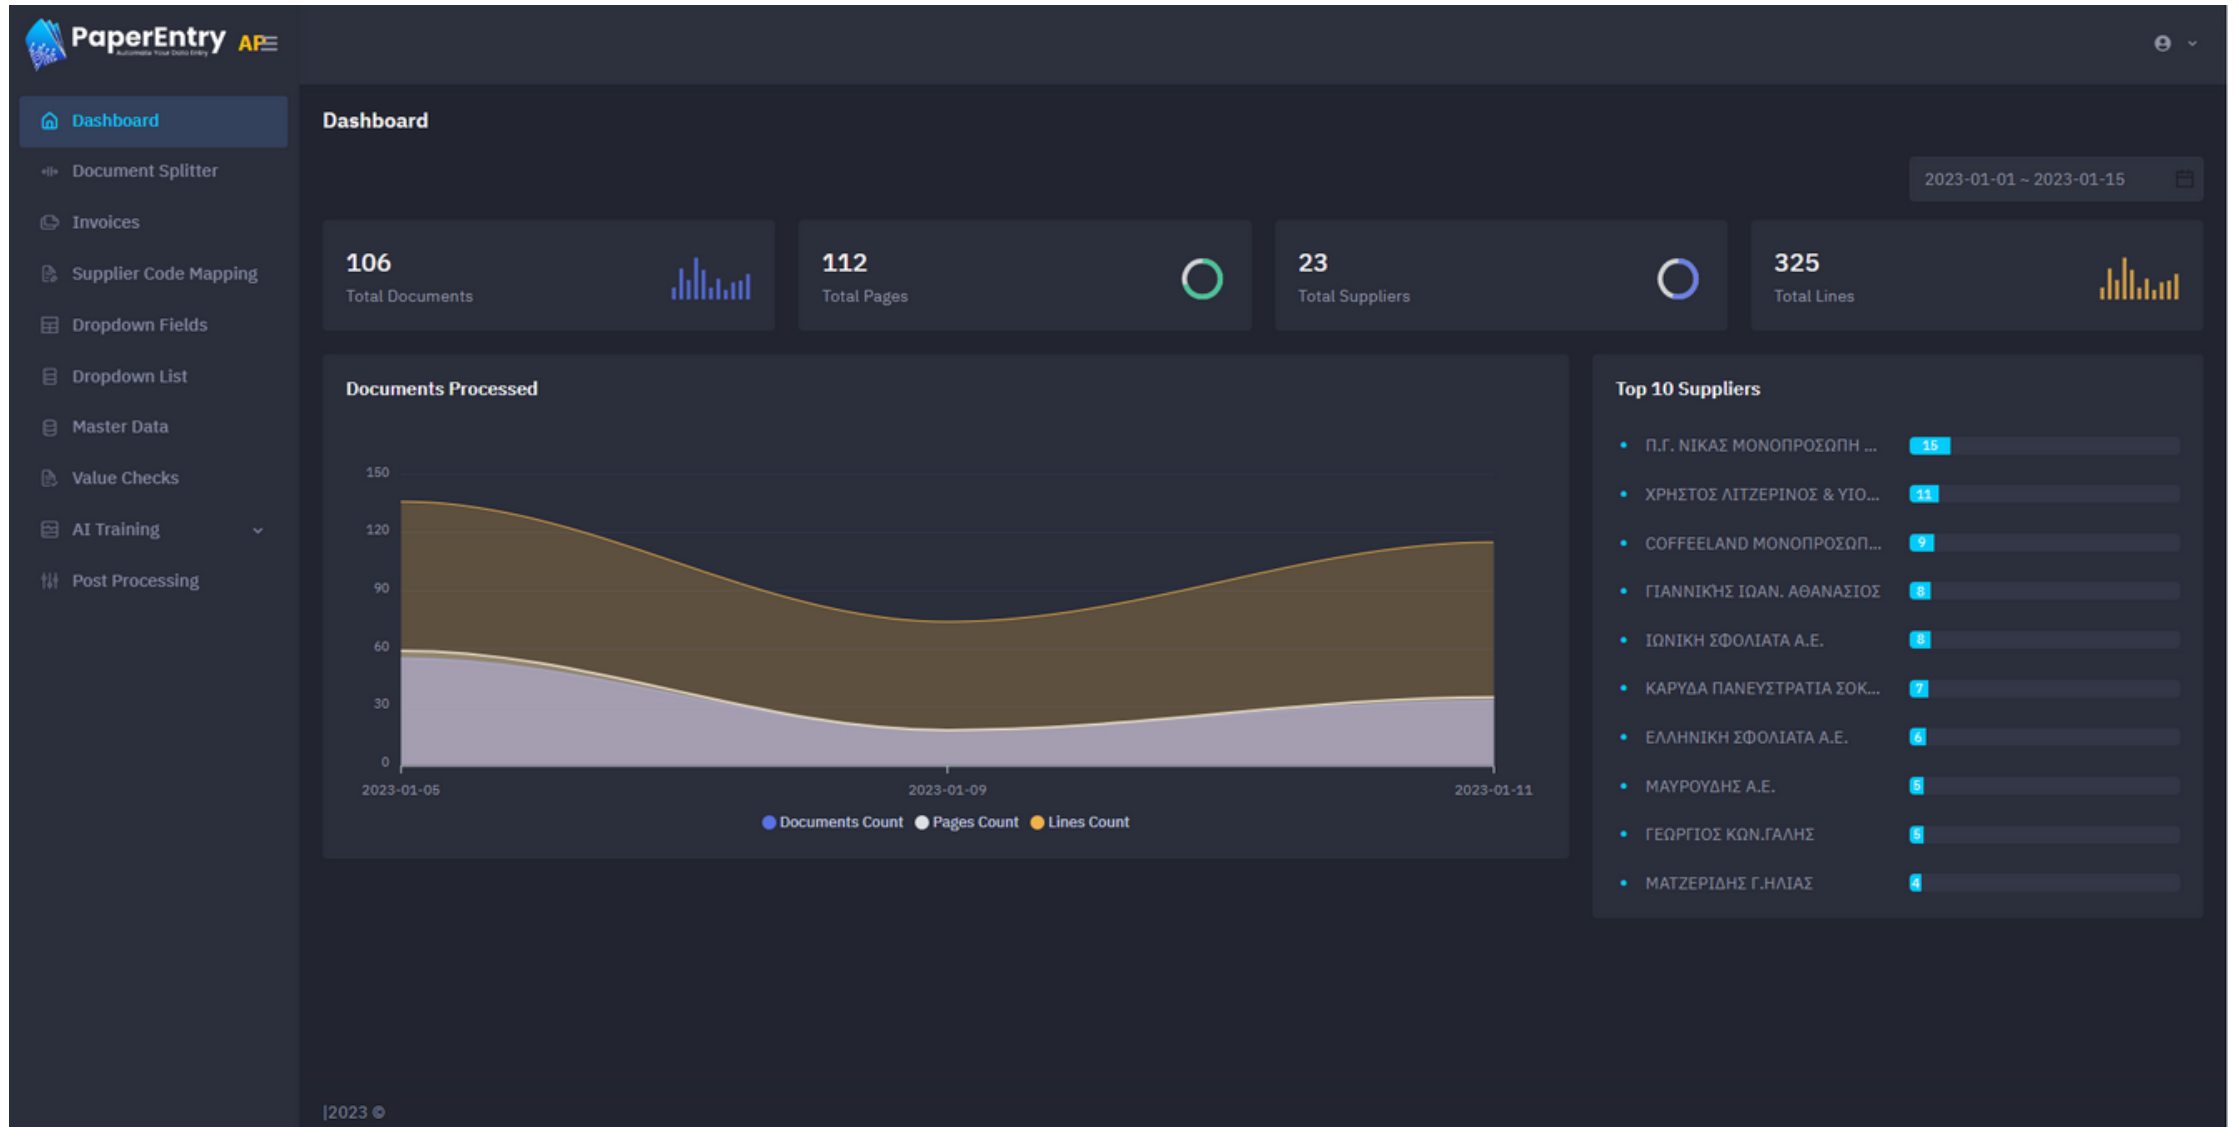 PaperEntry AP
Automate Your Data Entry
Dashboard
Document Splitter
Invoices
Supplier Code Mapping
Dropdown Fields
Dropdown List
Master Data
Value Checks
AI Training
Post Processing
Dashboard
2023-01-01 ~ 2023-01-15
106
Total Documents
112
Total Pages
23
Total Suppliers
325
Total Lines
Documents Processed
150
120
90
60
30
0
2023-01-05
2023-01-09
2023-01-11
Documents Count
Pages Count
Lines Count
Top 10 Suppliers
Π.Γ. ΝΙΚΑΣ ΜΟΝΟΠΡΟΣΩΠΗ ... 15
ΧΡΗΣΤΟΣ ΛΙΤΖΕΡΙΝΟΣ & ΥΙΟ... 11
COFFEELAND ΜΟΝΟΠΡΟΣΩΠ... 9
ΓΙΑΝΝΙΚΉΣ ΙΩΑΝ. ΑΘΑΝΑΣΙΟΣ 8
ΙΩΝΙΚΗ ΣΦΟΛΙΑΤΑ Α.Ε. 8
ΚΑΡΥΔΑ ΠΑΝΕΥΣΤΡΑΤΙΑ ΣΟΚ... 7
ΕΛΛΗΝΙΚΗ ΣΦΟΛΙΑΤΑ Α.Ε. 6
ΜΑΥΡΟΥΔΗΣ Α.Ε. 5
ΓΕΩΡΓΙΟΣ ΚΩΝ.ΓΑΛΗΣ 5
ΜΑΤΖΕΡΙΔΗΣ Γ.ΗΛΙΑΣ 4
|2023 ©